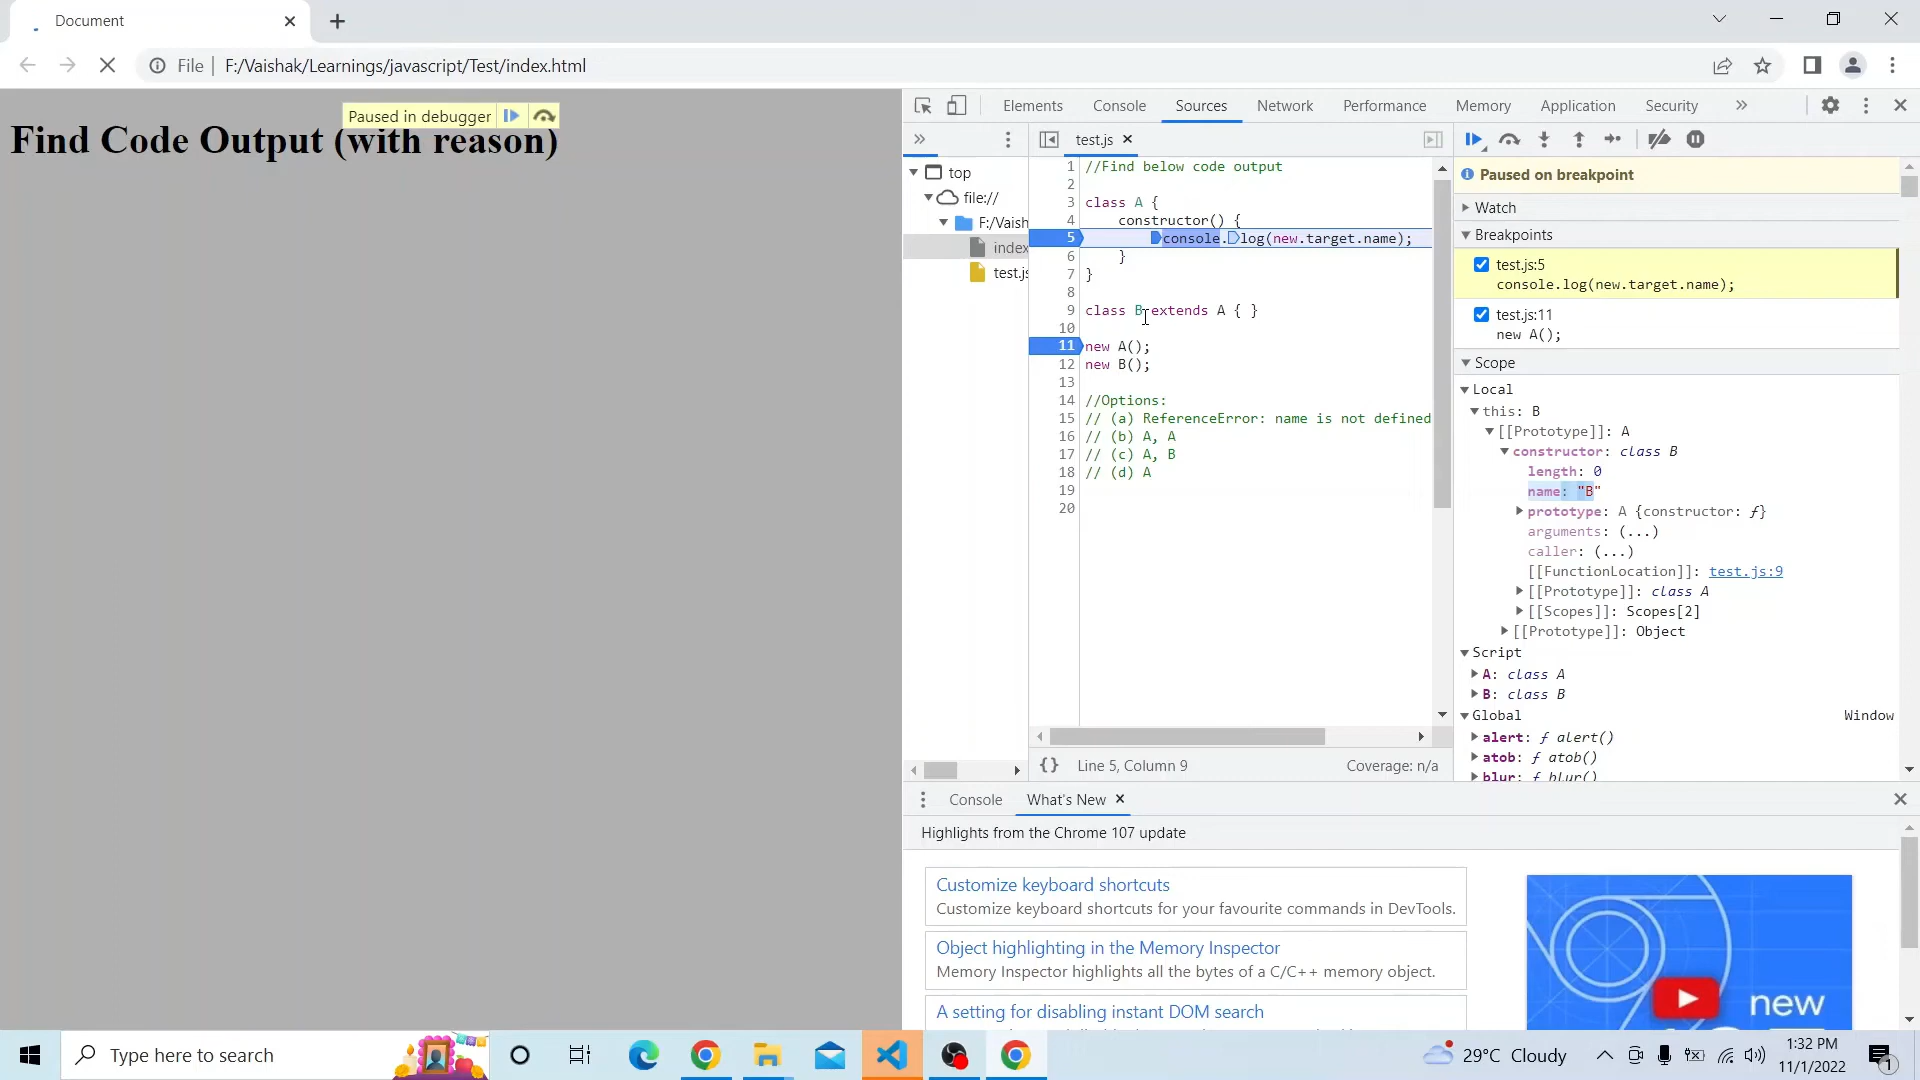 Document
File
F:/Vaishak/Learnings/javascript/Test/index.html
Paused in debugger
Find Code Output (with reason)
Elements Console Sources Network Performance Memory Application Security
top
file://
F:/Vaish
index
test.js
test.js
1 //Find below code output
2
3 class A {
4 constructor() {
5 console.log(new.target.name);
6 }
7 }
8
9 class B extends A { }
10
11 new A();
12 new B();
13
14 //Options:
15 // (a) ReferenceError: name is not defined
16 // (b) A, A
17 // (c) A, B
18 // (d) A
19
20
{} Line 5, Column 9 Coverage: n/a
Paused on breakpoint
Watch
Breakpoints
test.js:5
console.log(new.target.name);
test.js:11
new A();
Scope
Local
this: B
[[Prototype]]: A
constructor: class B
length: 0
name: "B"
prototype: A {constructor: ƒ}
arguments: (...)
caller: (...)
[[FunctionLocation]]: test.js:9
[[Prototype]]: class A
[[Scopes]]: Scopes[2]
[[Prototype]]: Object
Script
A: class A
B: class B
Global Window
alert: ƒ alert()
atob: ƒ atob()
blur: ƒ blur()
Console What's New
Highlights from the Chrome 107 update
Customize keyboard shortcuts
Customize keyboard shortcuts for your favourite commands in DevTools.
Object highlighting in the Memory Inspector
Memory Inspector highlights all the bytes of a C/C++ memory object.
A setting for disabling instant DOM search
new
Type here to search
29°C Cloudy
1:32 PM
11/1/2022
1